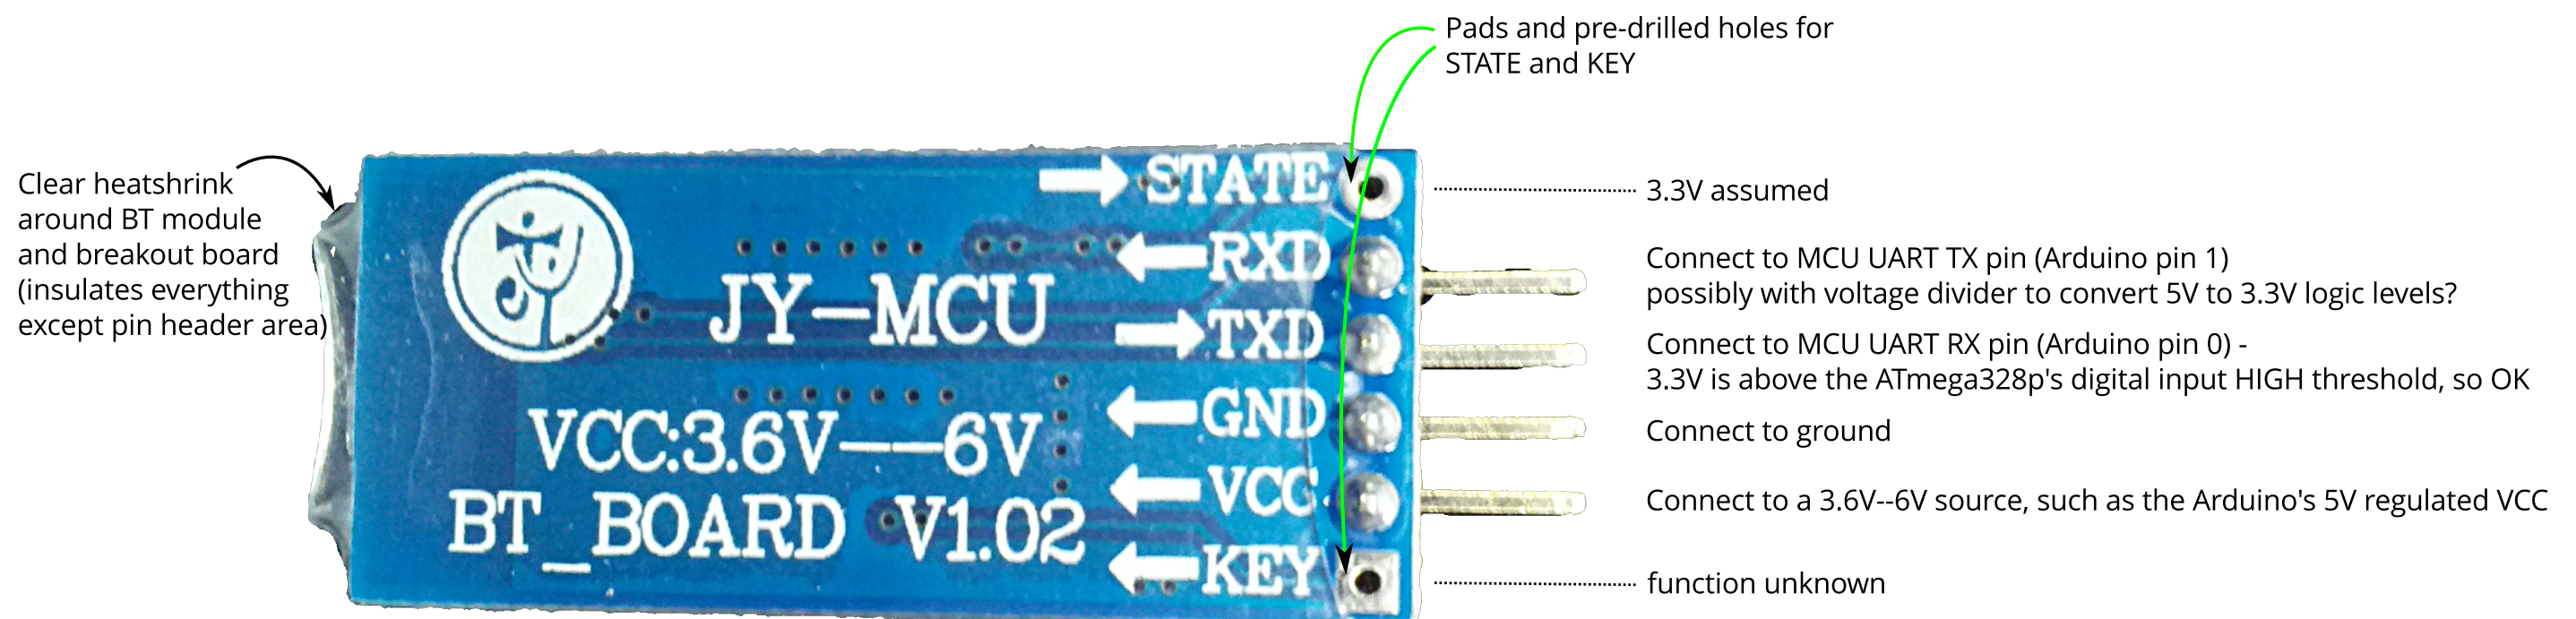 Pads and pre-drilled holes for
STATE and KEY
Clear heatshrink
around BT module
and breakout board
(insulates everything
except pin header area)
STATE
RXD
TXD
GND
VCC
KEY
JY-MCU
VCC:3.6V--6V
BT_BOARD V1.02
3.3V assumed
Connect to MCU UART TX pin (Arduino pin 1)
possibly with voltage divider to convert 5V to 3.3V logic levels?
Connect to MCU UART RX pin (Arduino pin 0) -
3.3V is above the ATmega328p's digital input HIGH threshold, so OK
Connect to ground
Connect to a 3.6V--6V source, such as the Arduino's 5V regulated VCC
function unknown